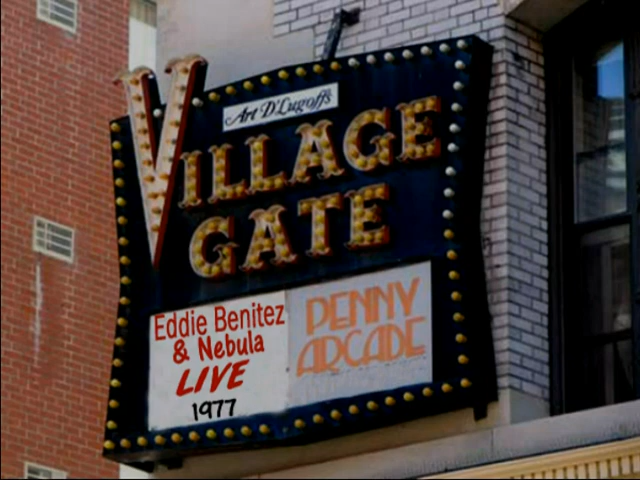 Art D'Lugoff's
VILLAGE
GATE
Eddie Benitez
& Nebula
LIVE
1977
PENNY
ARCADE